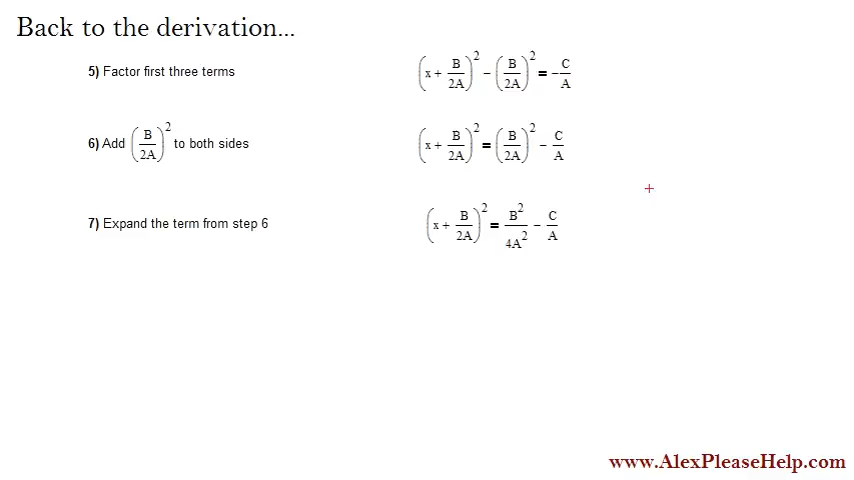 Back to the derivation...
5) Factor first three terms (x + B/2A)² − (B/2A)² = −C/A
6) Add (B/2A)² to both sides (x + B/2A)² = (B/2A)² − C/A
7) Expand the term from step 6 (x + B/2A)² = B²/4A² − C/A
www.AlexPleaseHelp.com